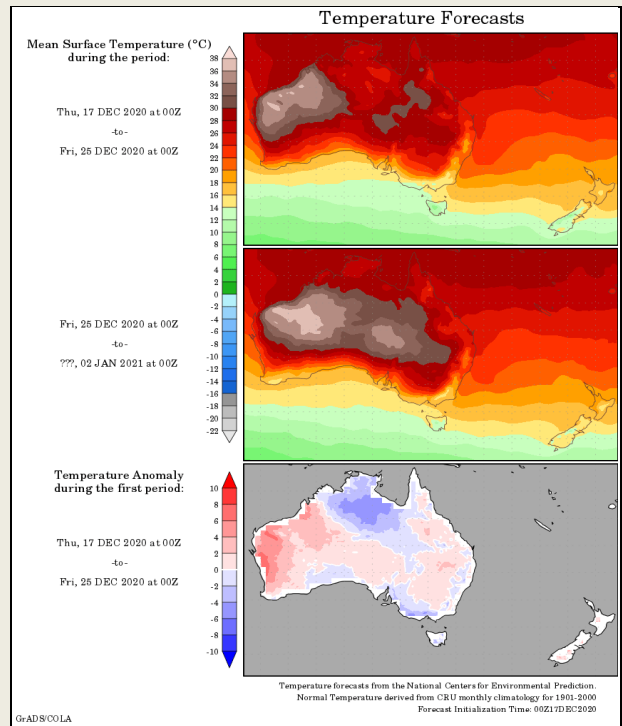 Temperature Forecasts
Mean Surface Temperature (°C)
during the period:
Thu, 17 DEC 2020 at 00Z
-to-
Fri, 25 DEC 2020 at 00Z
38
36
34
32
30
28
26
24
22
20
18
16
14
12
10
8
6
4
2
0
-2
-4
-6
-8
-10
-12
-14
-16
-18
-20
-22
Fri, 25 DEC 2020 at 00Z
-to-
???, 02 JAN 2021 at 00Z
Temperature Anomaly
during the first period:
Thu, 17 DEC 2020 at 00Z
-to-
Fri, 25 DEC 2020 at 00Z
10
8
6
4
2
0
-2
-4
-6
-8
-10
Temperature forecasts from the National Centers for Environmental Prediction.
Normal Temperature derived from CRU monthly climatology for 1901-2000
Forecast Initialization Time: 00Z17DEC2020
GrADS/COLA